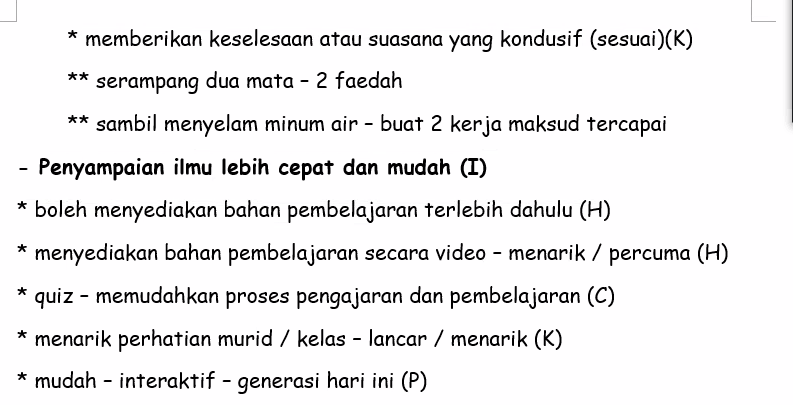 * memberikan keselesaan atau suasana yang kondusif (sesuai)(K)
** serampang dua mata – 2 faedah
** sambil menyelam minum air – buat 2 kerja maksud tercapai
- Penyampaian ilmu lebih cepat dan mudah (I)
* boleh menyediakan bahan pembelajaran terlebih dahulu (H)
* menyediakan bahan pembelajaran secara video – menarik / percuma (H)
* quiz – memudahkan proses pengajaran dan pembelajaran (C)
* menarik perhatian murid / kelas – lancar / menarik (K)
* mudah – interaktif – generasi hari ini (P)